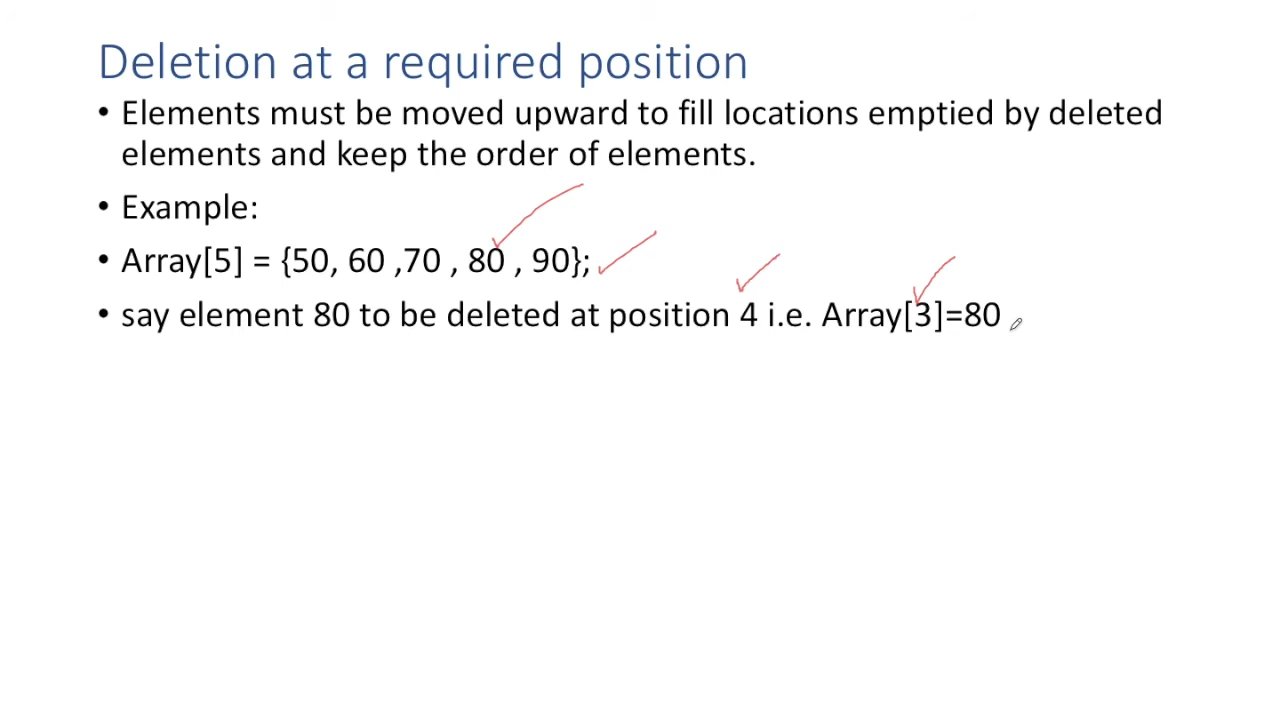 Deletion at a required position
• Elements must be moved upward to fill locations emptied by deleted
elements and keep the order of elements.
• Example:
• Array[5] = {50, 60 ,70 , 80 , 90};
• say element 80 to be deleted at position 4 i.e. Array[3]=80